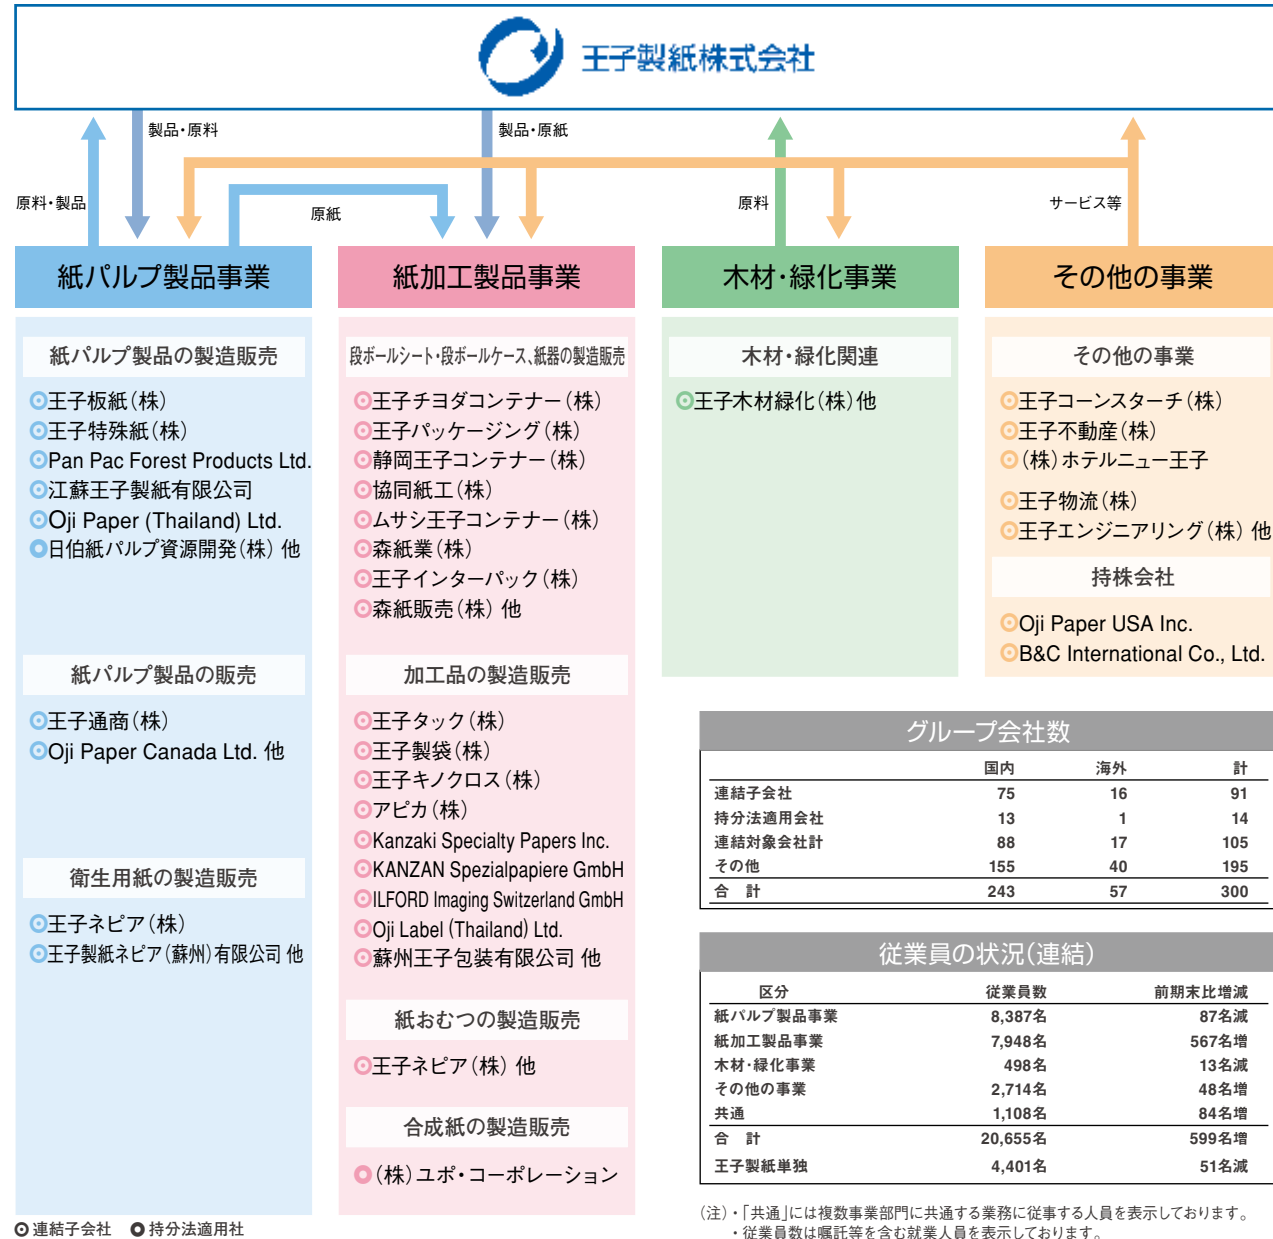 王子製紙株式会社
製品・原料
製品・原紙
原料・製品
原紙
原料
サービス等
紙パルプ製品事業
紙パルプ製品の製造販売
王子板紙（株）
王子特殊紙（株）
Pan Pac Forest Products Ltd.
江蘇王子製紙有限公司
Oji Paper (Thailand) Ltd.
日伯紙パルプ資源開発（株）他
紙パルプ製品の販売
王子通商（株）
Oji Paper Canada Ltd. 他
衛生用紙の製造販売
王子ネピア（株）
王子製紙ネピア（蘇州）有限公司 他
紙加工製品事業
段ボールシート・段ボールケース、紙器の製造販売
王子チヨダコンテナー（株）
王子パッケージング（株）
静岡王子コンテナー（株）
協同紙工（株）
ムサシ王子コンテナー（株）
森紙業（株）
王子インターパック（株）
森紙販売（株）他
加工品の製造販売
王子タック（株）
王子製袋（株）
王子キノクロス（株）
アピカ（株）
Kanzaki Specialty Papers Inc.
KANZAN Spezialpapiere GmbH
ILFORD Imaging Switzerland GmbH
Oji Label (Thailand) Ltd.
蘇州王子包装有限公司 他
紙おむつの製造販売
王子ネピア（株）他
合成紙の製造販売
（株）ユポ・コーポレーション
木材・緑化事業
木材・緑化関連
王子木材緑化（株）他
その他の事業
その他の事業
王子コーンスターチ（株）
王子不動産（株）
（株）ホテルニュー王子
王子物流（株）
王子エンジニアリング（株）他
持株会社
Oji Paper USA Inc.
B&C International Co., Ltd.
グループ会社数
国内 海外 計
連結子会社 75 16 91
持分法適用会社 13 1 14
連結対象会社計 88 17 105
その他 155 40 195
合 計 243 57 300
従業員の状況（連結）
区分 従業員数 前期末比増減
紙パルプ製品事業 8,387名 87名減
紙加工製品事業 7,948名 567名増
木材・緑化事業 498名 13名減
その他の事業 2,714名 48名増
共通 1,108名 84名増
合 計 20,655名 599名増
王子製紙単独 4,401名 51名減
（注）・「共通」には複数事業部門に共通する業務に従事する人員を表示しております。
・従業員数は嘱託等を含む就業人員を表示しております。
連結子会社 持分法適用社